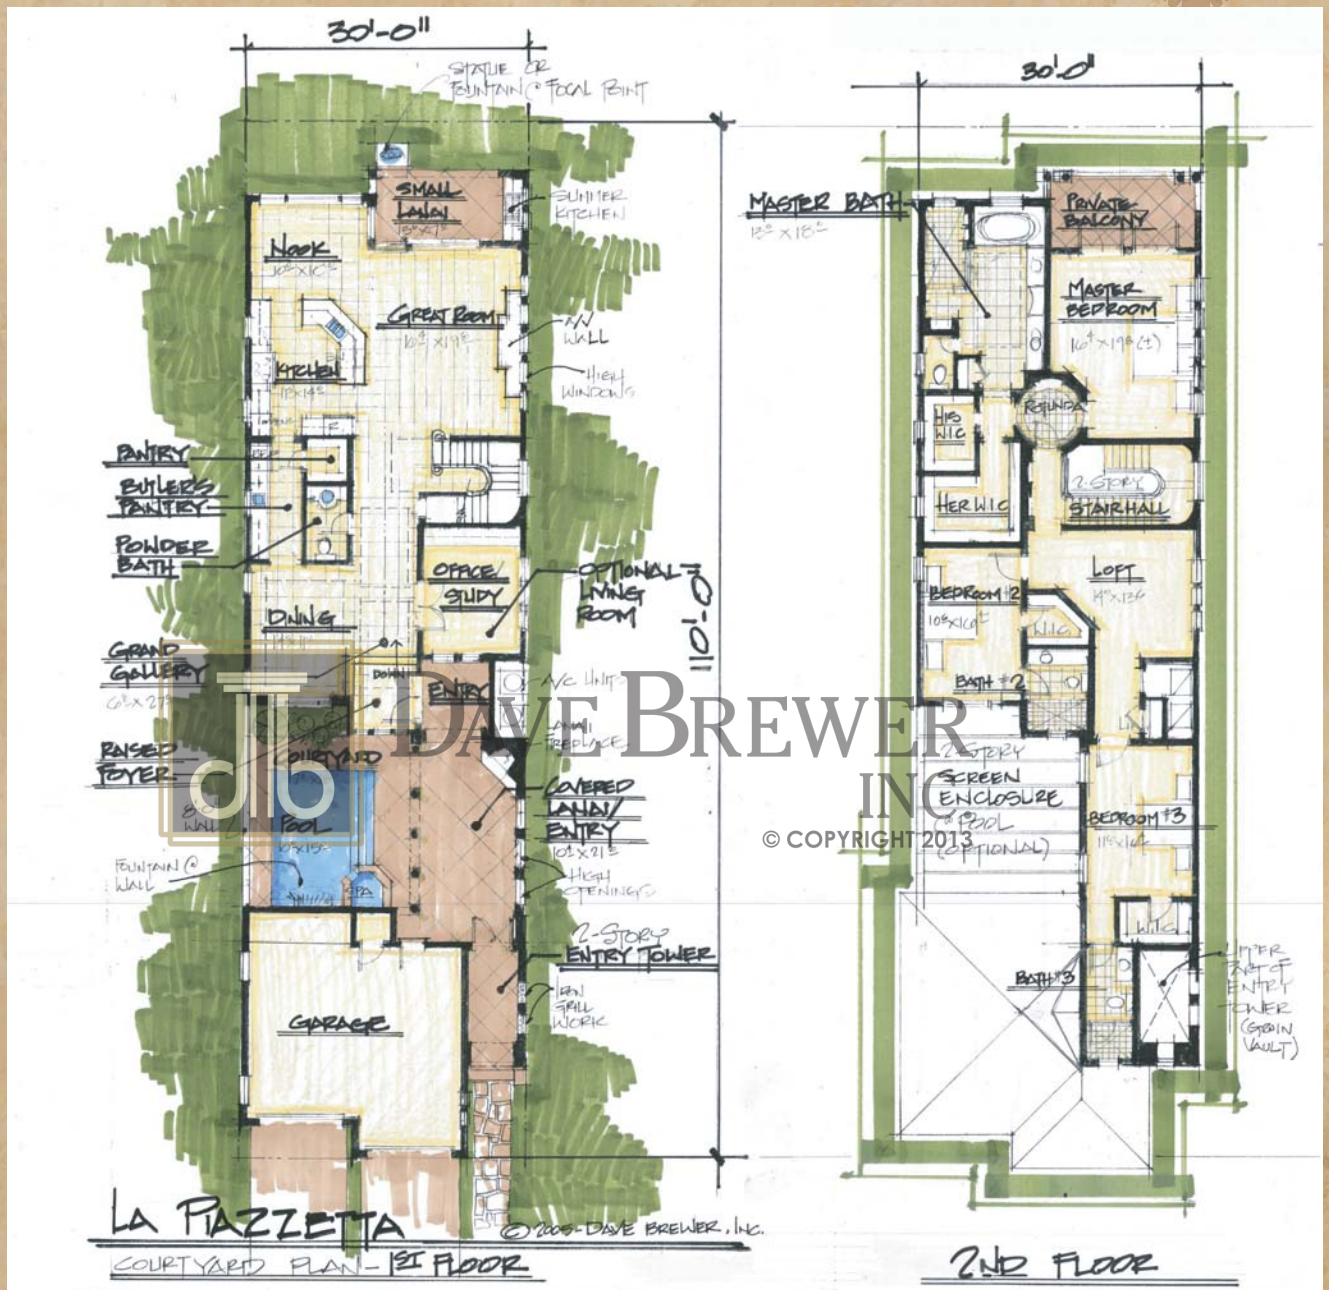 30'-0"
STATUE OR
FOUNTAIN @ FOCAL POINT
SMALL
LANAI
SUMMER
KITCHEN
NOOK
GREAT ROOM
A/V
WALL
HIGH
WINDOWS
KITCHEN
PANTRY
BUTLER'S
PANTRY
POWDER
BATH
OFFICE/
STUDY
OPTIONAL
LIVING
ROOM
110'-0"
DINING
GRAND
GALLERY
DOWN
ENTRY
A/C UNITS
LANAI
FIREPLACE
RAISED
FOYER
COURTYARD
COVERED
LANAI/
ENTRY
WALL
POOL
HIGH
OPENINGS
FOUNTAIN @
WALL
SPA
2-STORY
ENTRY TOWER
IRON
GRILL
WORK
GARAGE
LA PIAZZETTA
© 2005-DAVE BREWER, INC.
COURTYARD PLAN - 1ST FLOOR
30'-0"
MASTER BATH
PRIVATE
BALCONY
MASTER
BEDROOM
ROTUNDA
HIS
W.I.C
HER W.I.C
2-STORY
STAIRHALL
LOFT
BEDROOM #2
W.I.C.
BATH #2
2-STORY
SCREEN
ENCLOSURE
@ POOL
(OPTIONAL)
BEDROOM #3
W.I.C.
BATH #3
UPPER
PART OF
ENTRY
TOWER
(GROIN
VAULT)
2ND FLOOR
db
DAVE BREWER
INC
© COPYRIGHT 2013